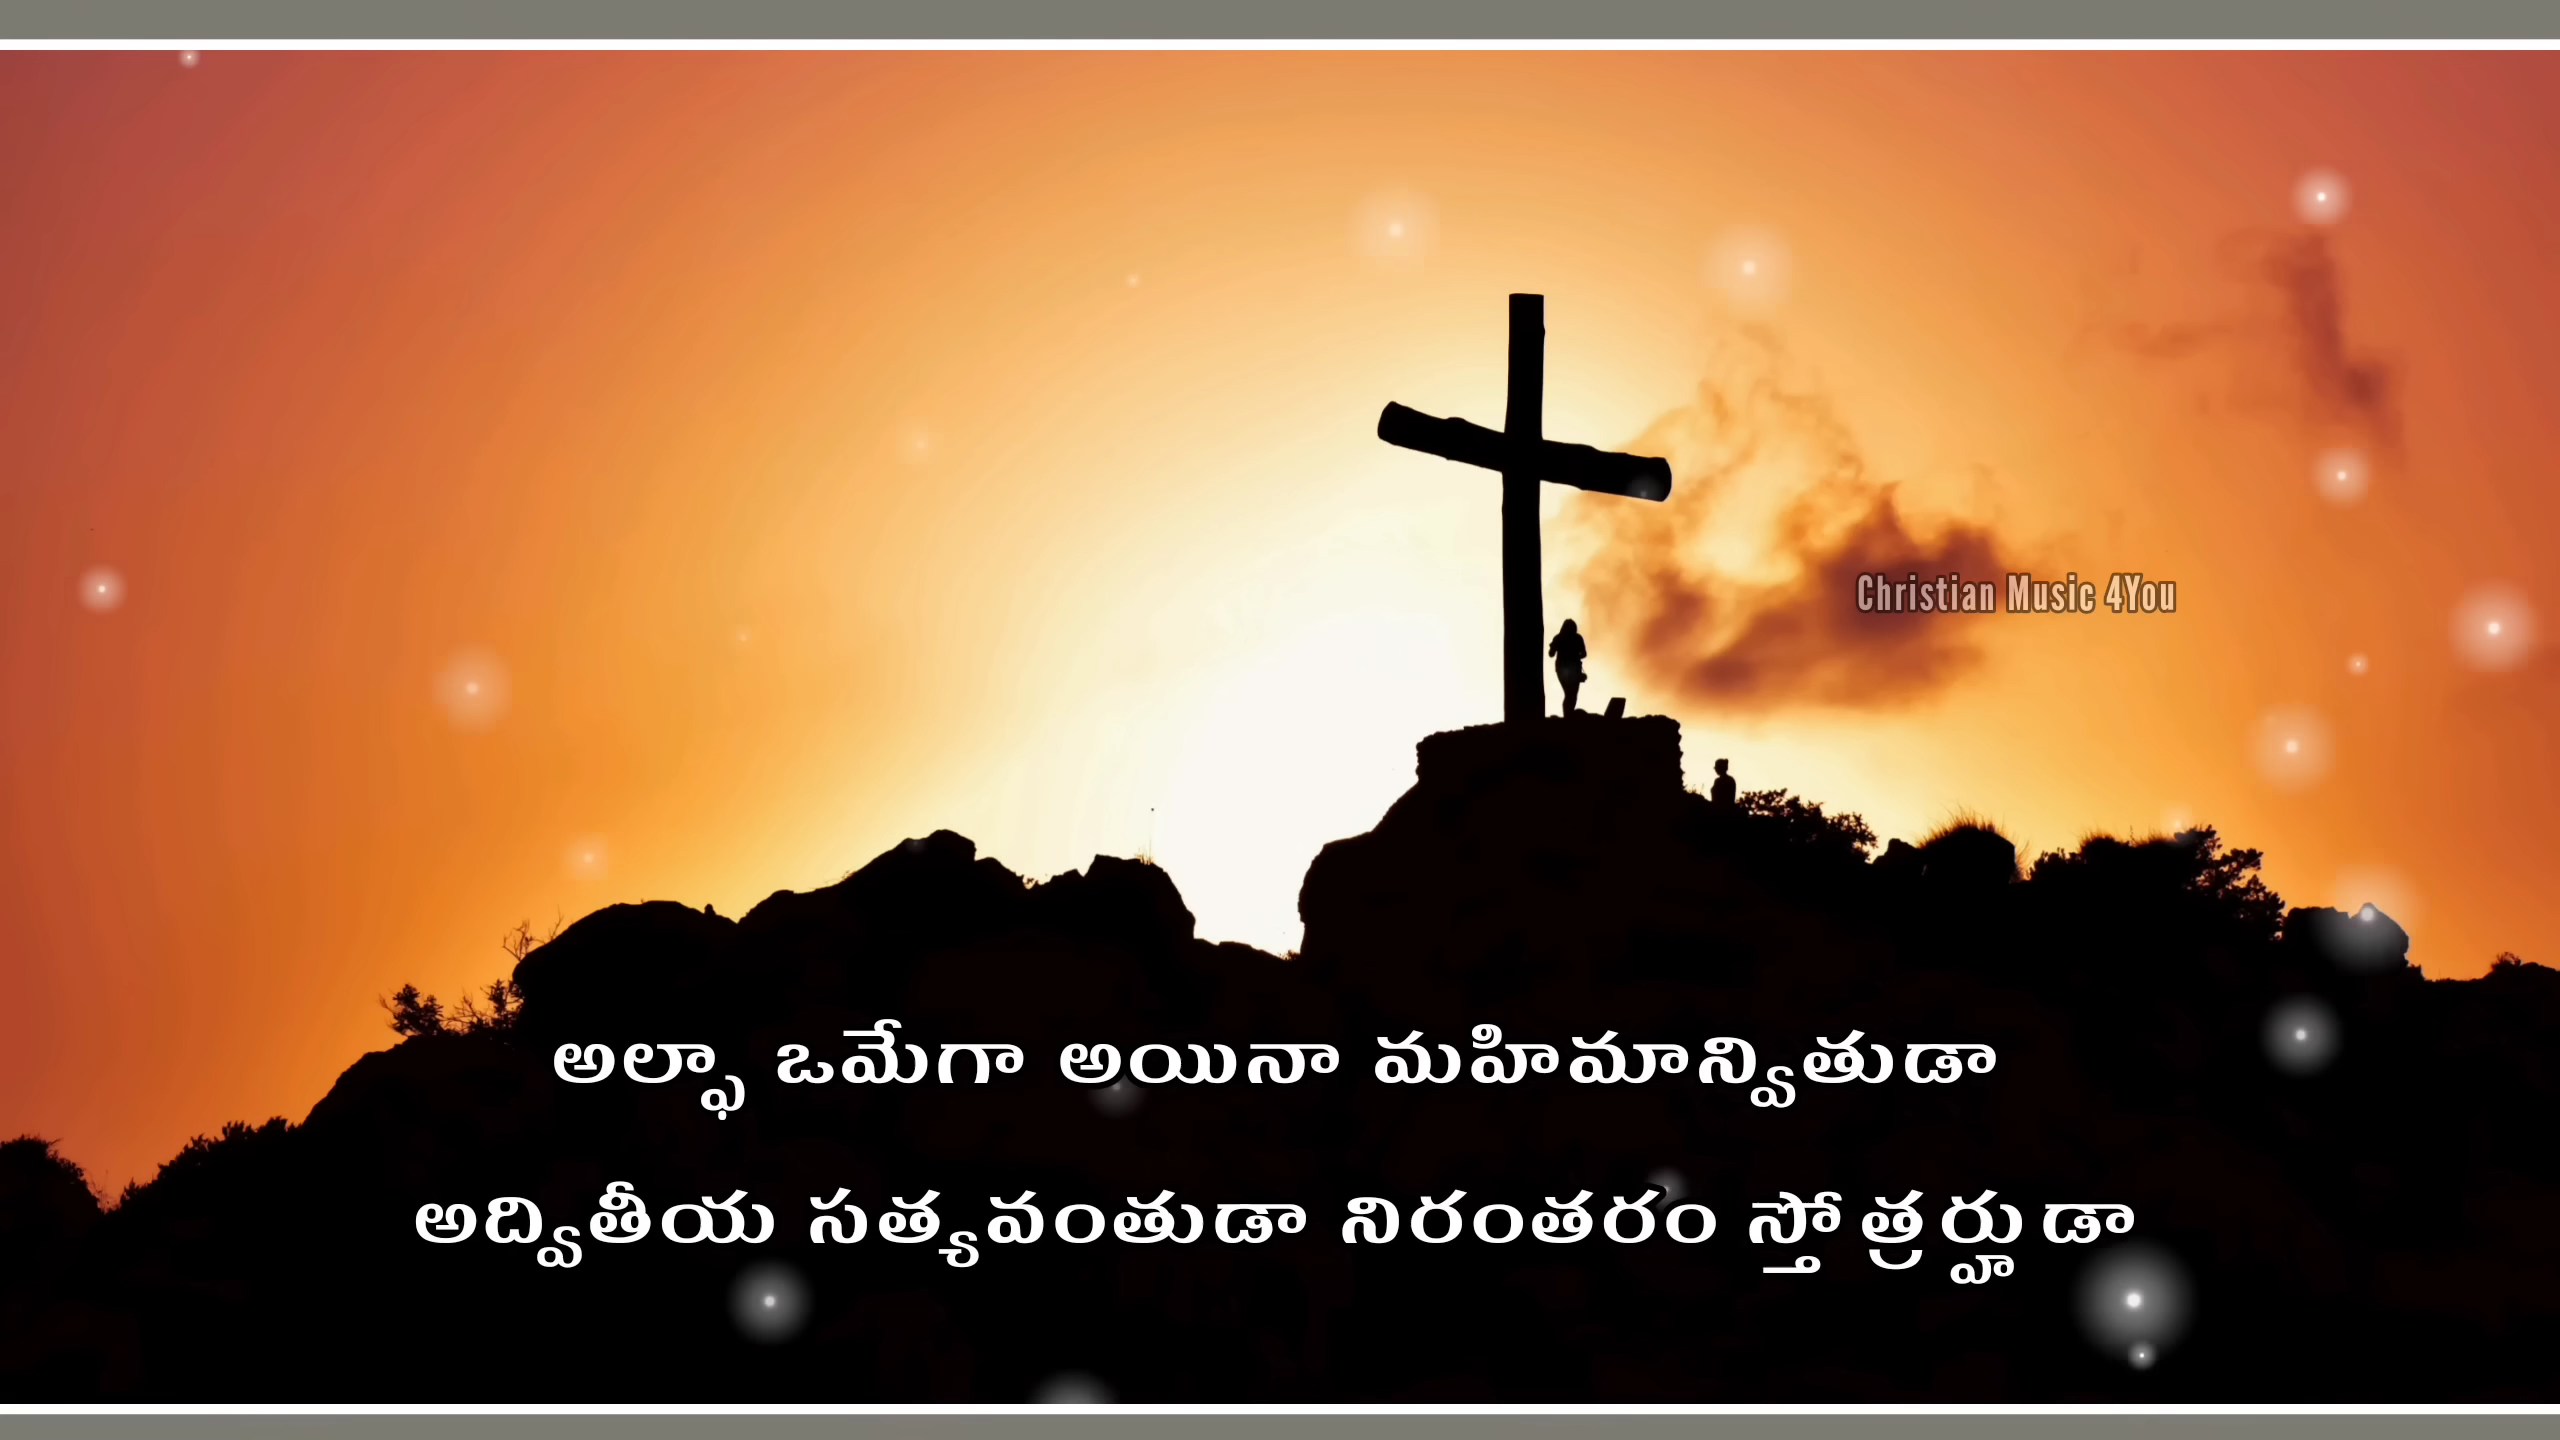 Christian Music 4You
అల్ఫా ఒమేగా అయినా మహిమాన్వితుడా
అద్వితీయ సత్యవంతుడా నిరంతరం స్తో త్రర్హుడా